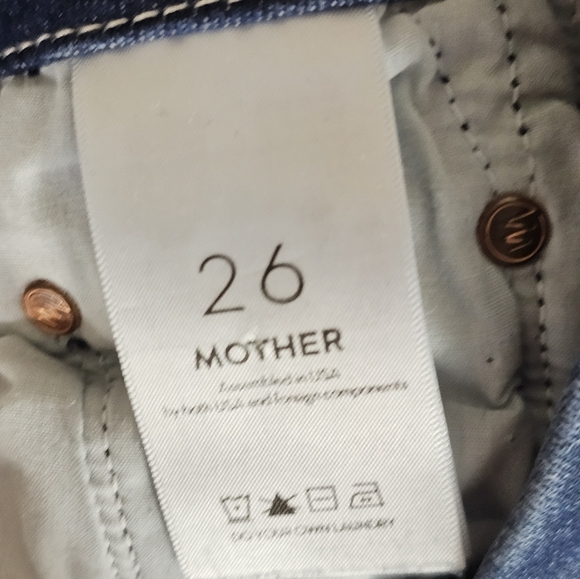 26
MOTHER
Assembled in USA
by both USA and foreign components
DO YOUR OWN LAUNDRY